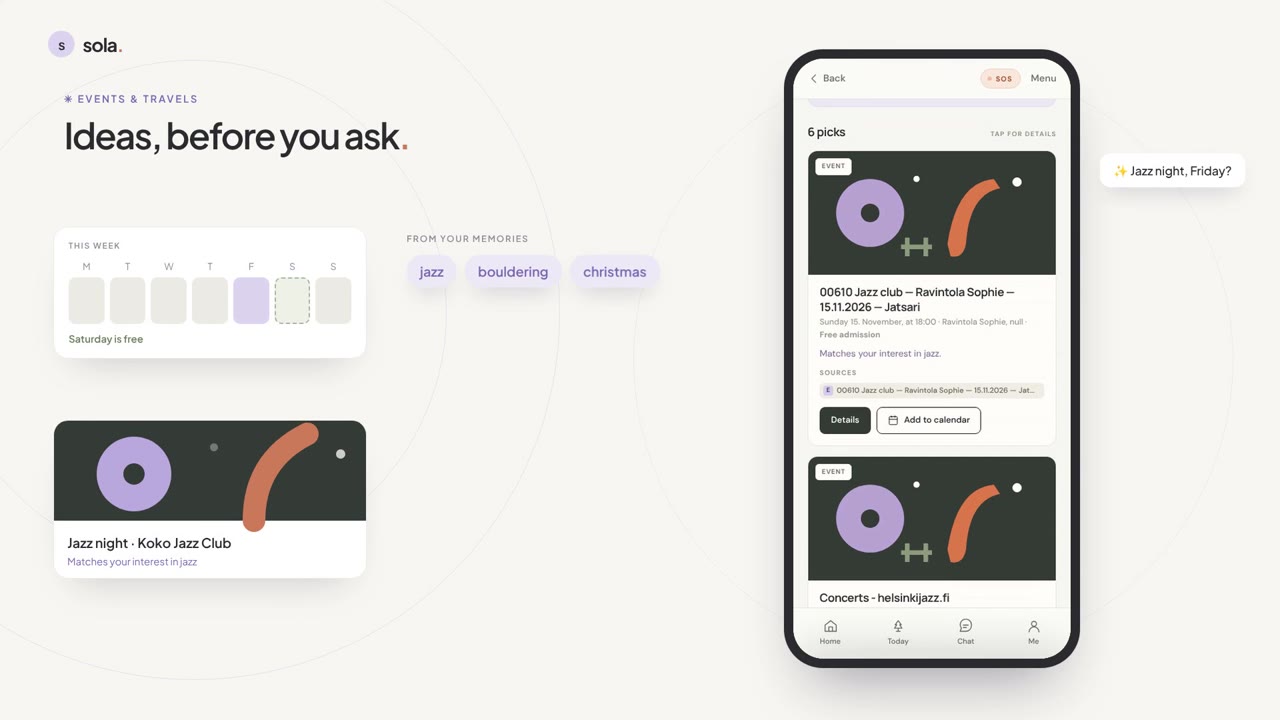 s sola.
✳ EVENTS & TRAVELS
Ideas, before you ask.
THIS WEEK
M T W T F S S
Saturday is free
FROM YOUR MEMORIES
jazz bouldering christmas
Jazz night · Koko Jazz Club
Matches your interest in jazz
Back SOS Menu
6 picks TAP FOR DETAILS
EVENT
00610 Jazz club — Ravintola Sophie —
15.11.2026 — Jatsari
Sunday 15. November, at 18:00 · Ravintola Sophie, null ·
Free admission
Matches your interest in jazz.
SOURCES
E 00610 Jazz club — Ravintola Sophie — 15.11.2026 — Jat...
Details Add to calendar
EVENT
Concerts - helsinkijazz.fi
Home Today Chat Me
✨ Jazz night, Friday?